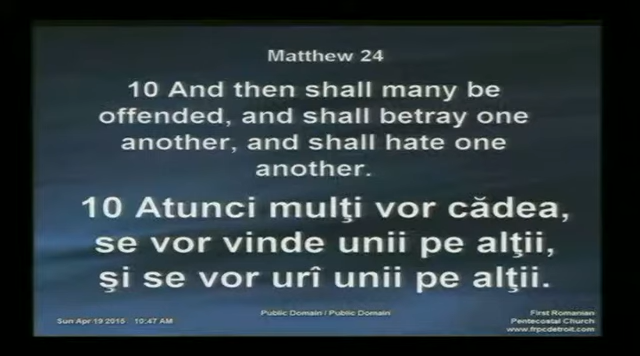 Matthew 24
10 And then shall many be
offended, and shall betray one
another, and shall hate one
another.
10 Atunci mulţi vor cădea,
se vor vinde unii pe alţii,
şi se vor urî unii pe alţii.
Public Domain / Public Domain
Sun Apr 19 2015 10:47 AM
First Romanian
Pentecostal Church
www.frpcdetroit.com